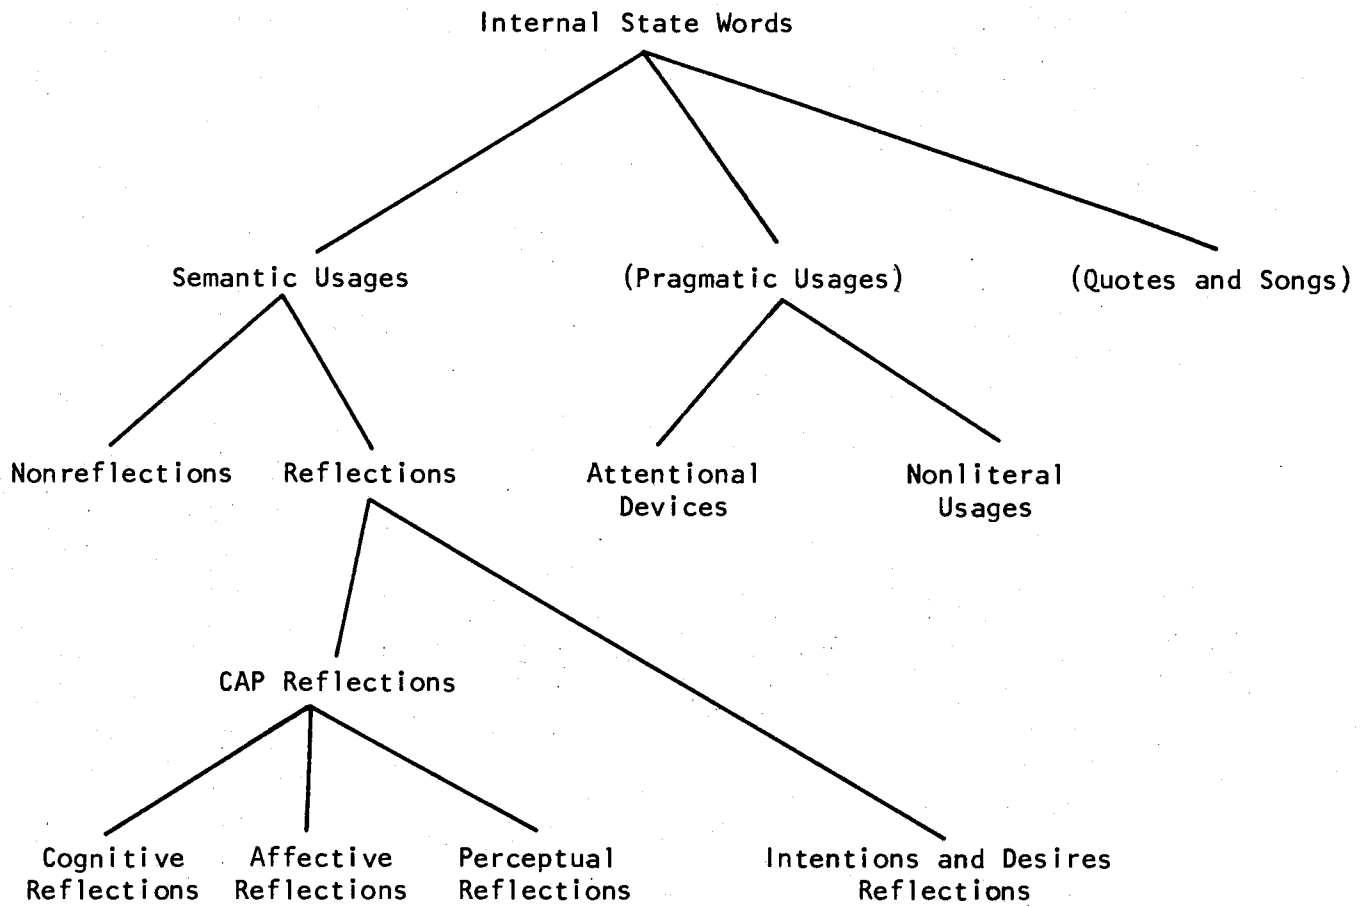 Internal State Words
Semantic Usages
(Pragmatic Usages)
(Quotes and Songs)
Nonreflections
Reflections
Attentional
Devices
Nonliteral
Usages
CAP Reflections
Cognitive
Reflections
Affective
Reflections
Perceptual
Reflections
Intentions and Desires
Reflections